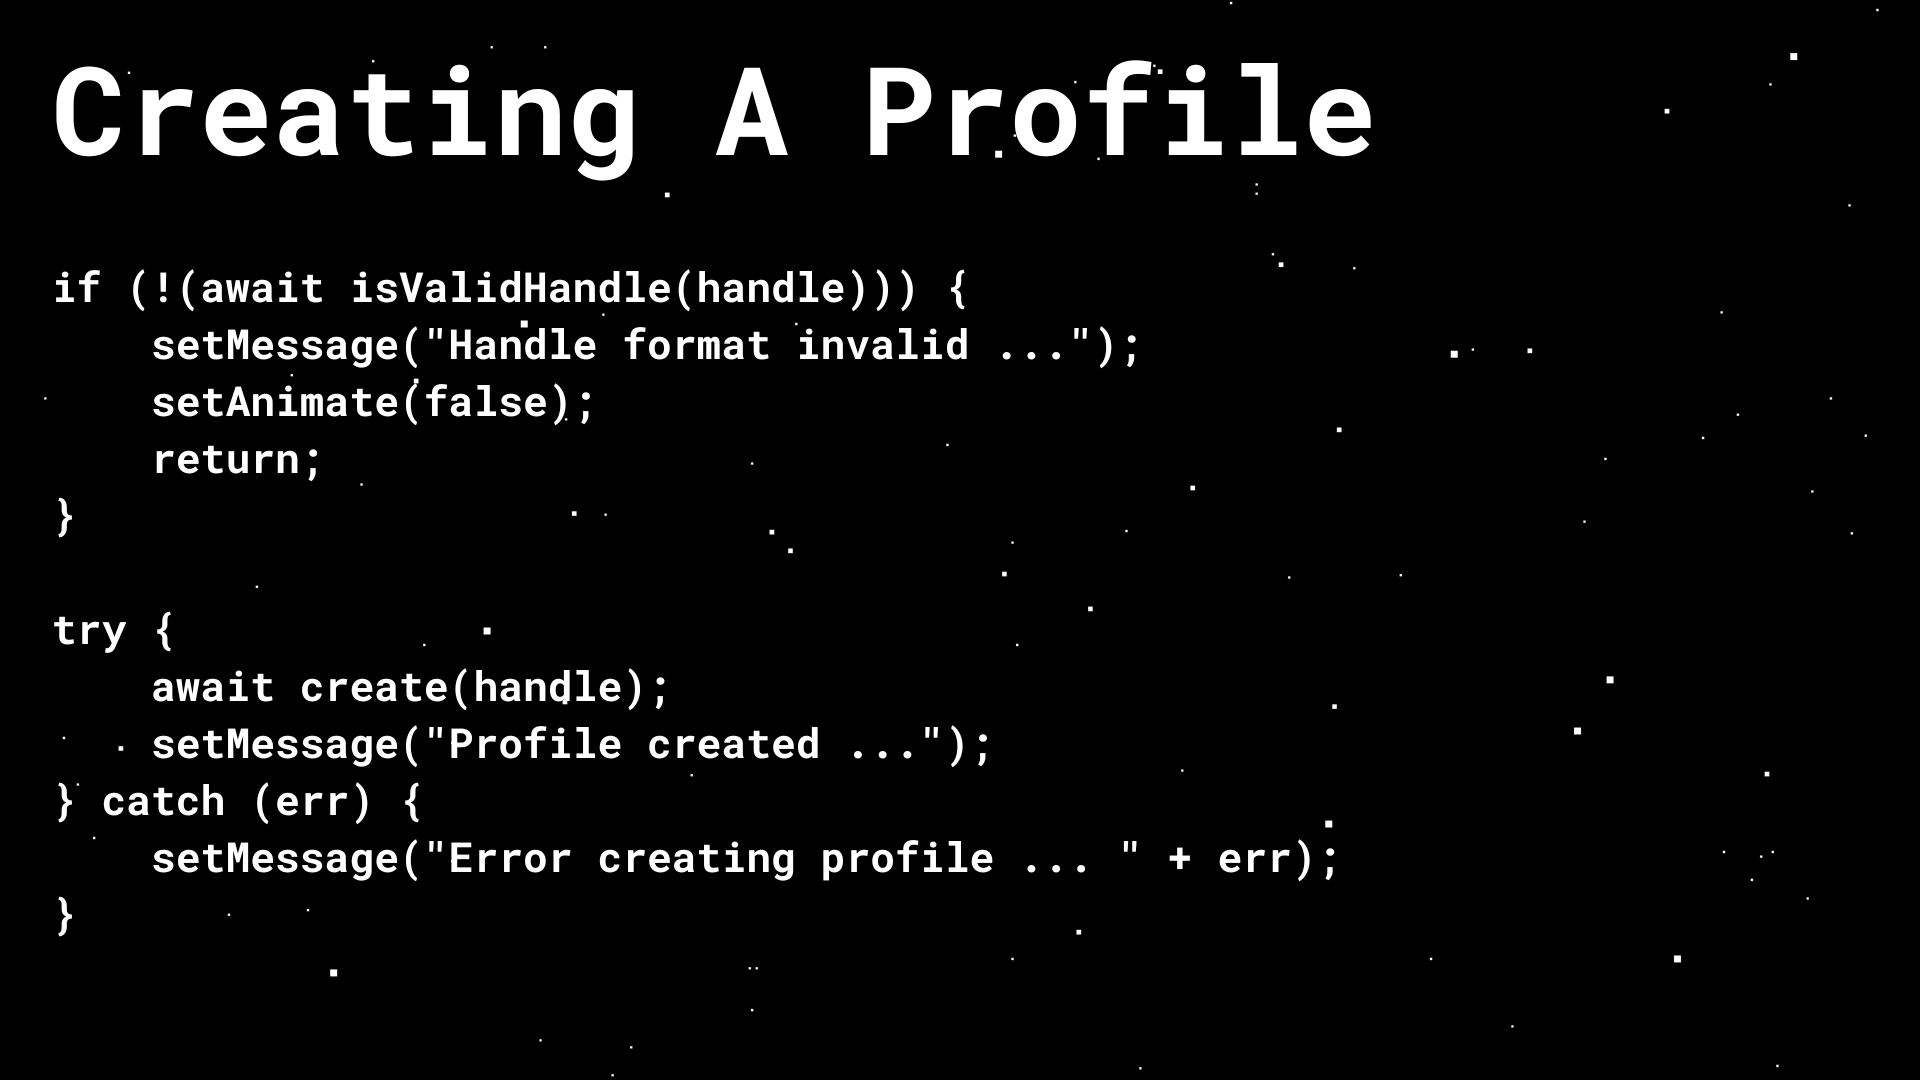 Creating A Profile
if (!(await isValidHandle(handle))) {
    setMessage("Handle format invalid ...");
    setAnimate(false);
    return;
}

try {
    await create(handle);
    setMessage("Profile created ...");
} catch (err) {
    setMessage("Error creating profile ... " + err);
}